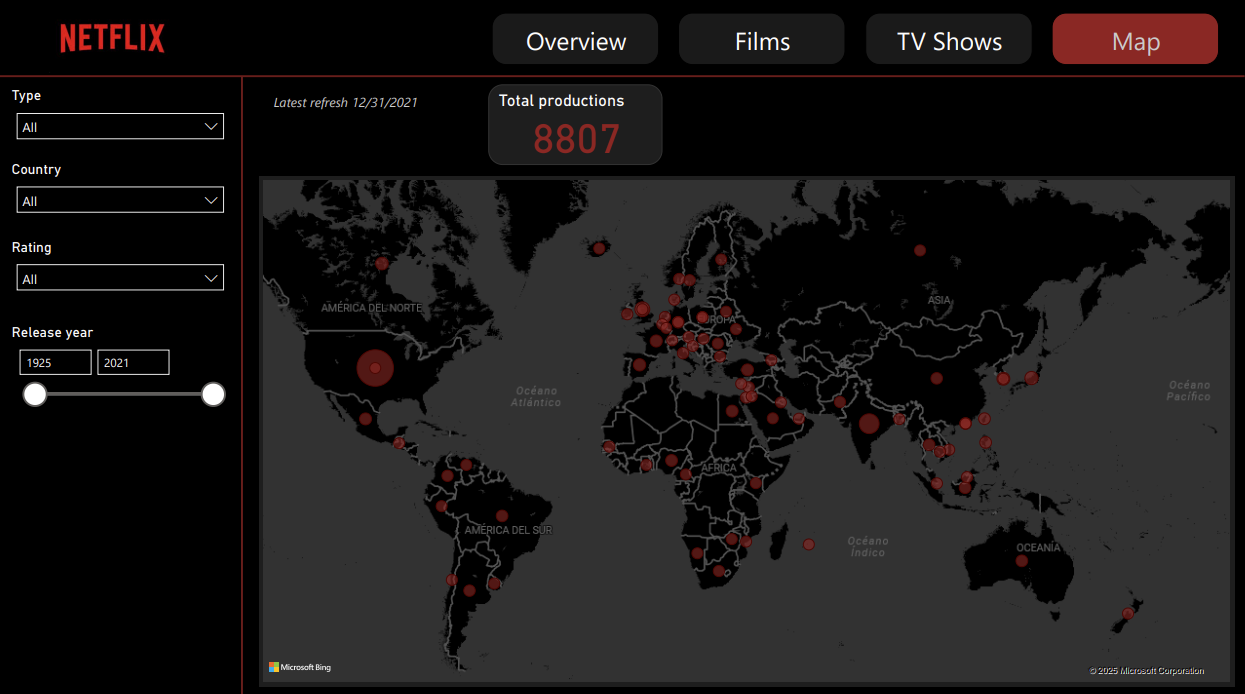 NETFLIX
Overview
Films
TV Shows
Map
Type
All
Country
All
Rating
All
Release year
1925
2021
Latest refresh 12/31/2021
Total productions
8807
AMÉRICA DEL NORTE
EUROPA
ASIA
Océano
Atlántico
Océano
Pacífico
ÁFRICA
AMÉRICA DEL SUR
Océano
Índico
OCEANÍA
Microsoft Bing
© 2025 Microsoft Corporation